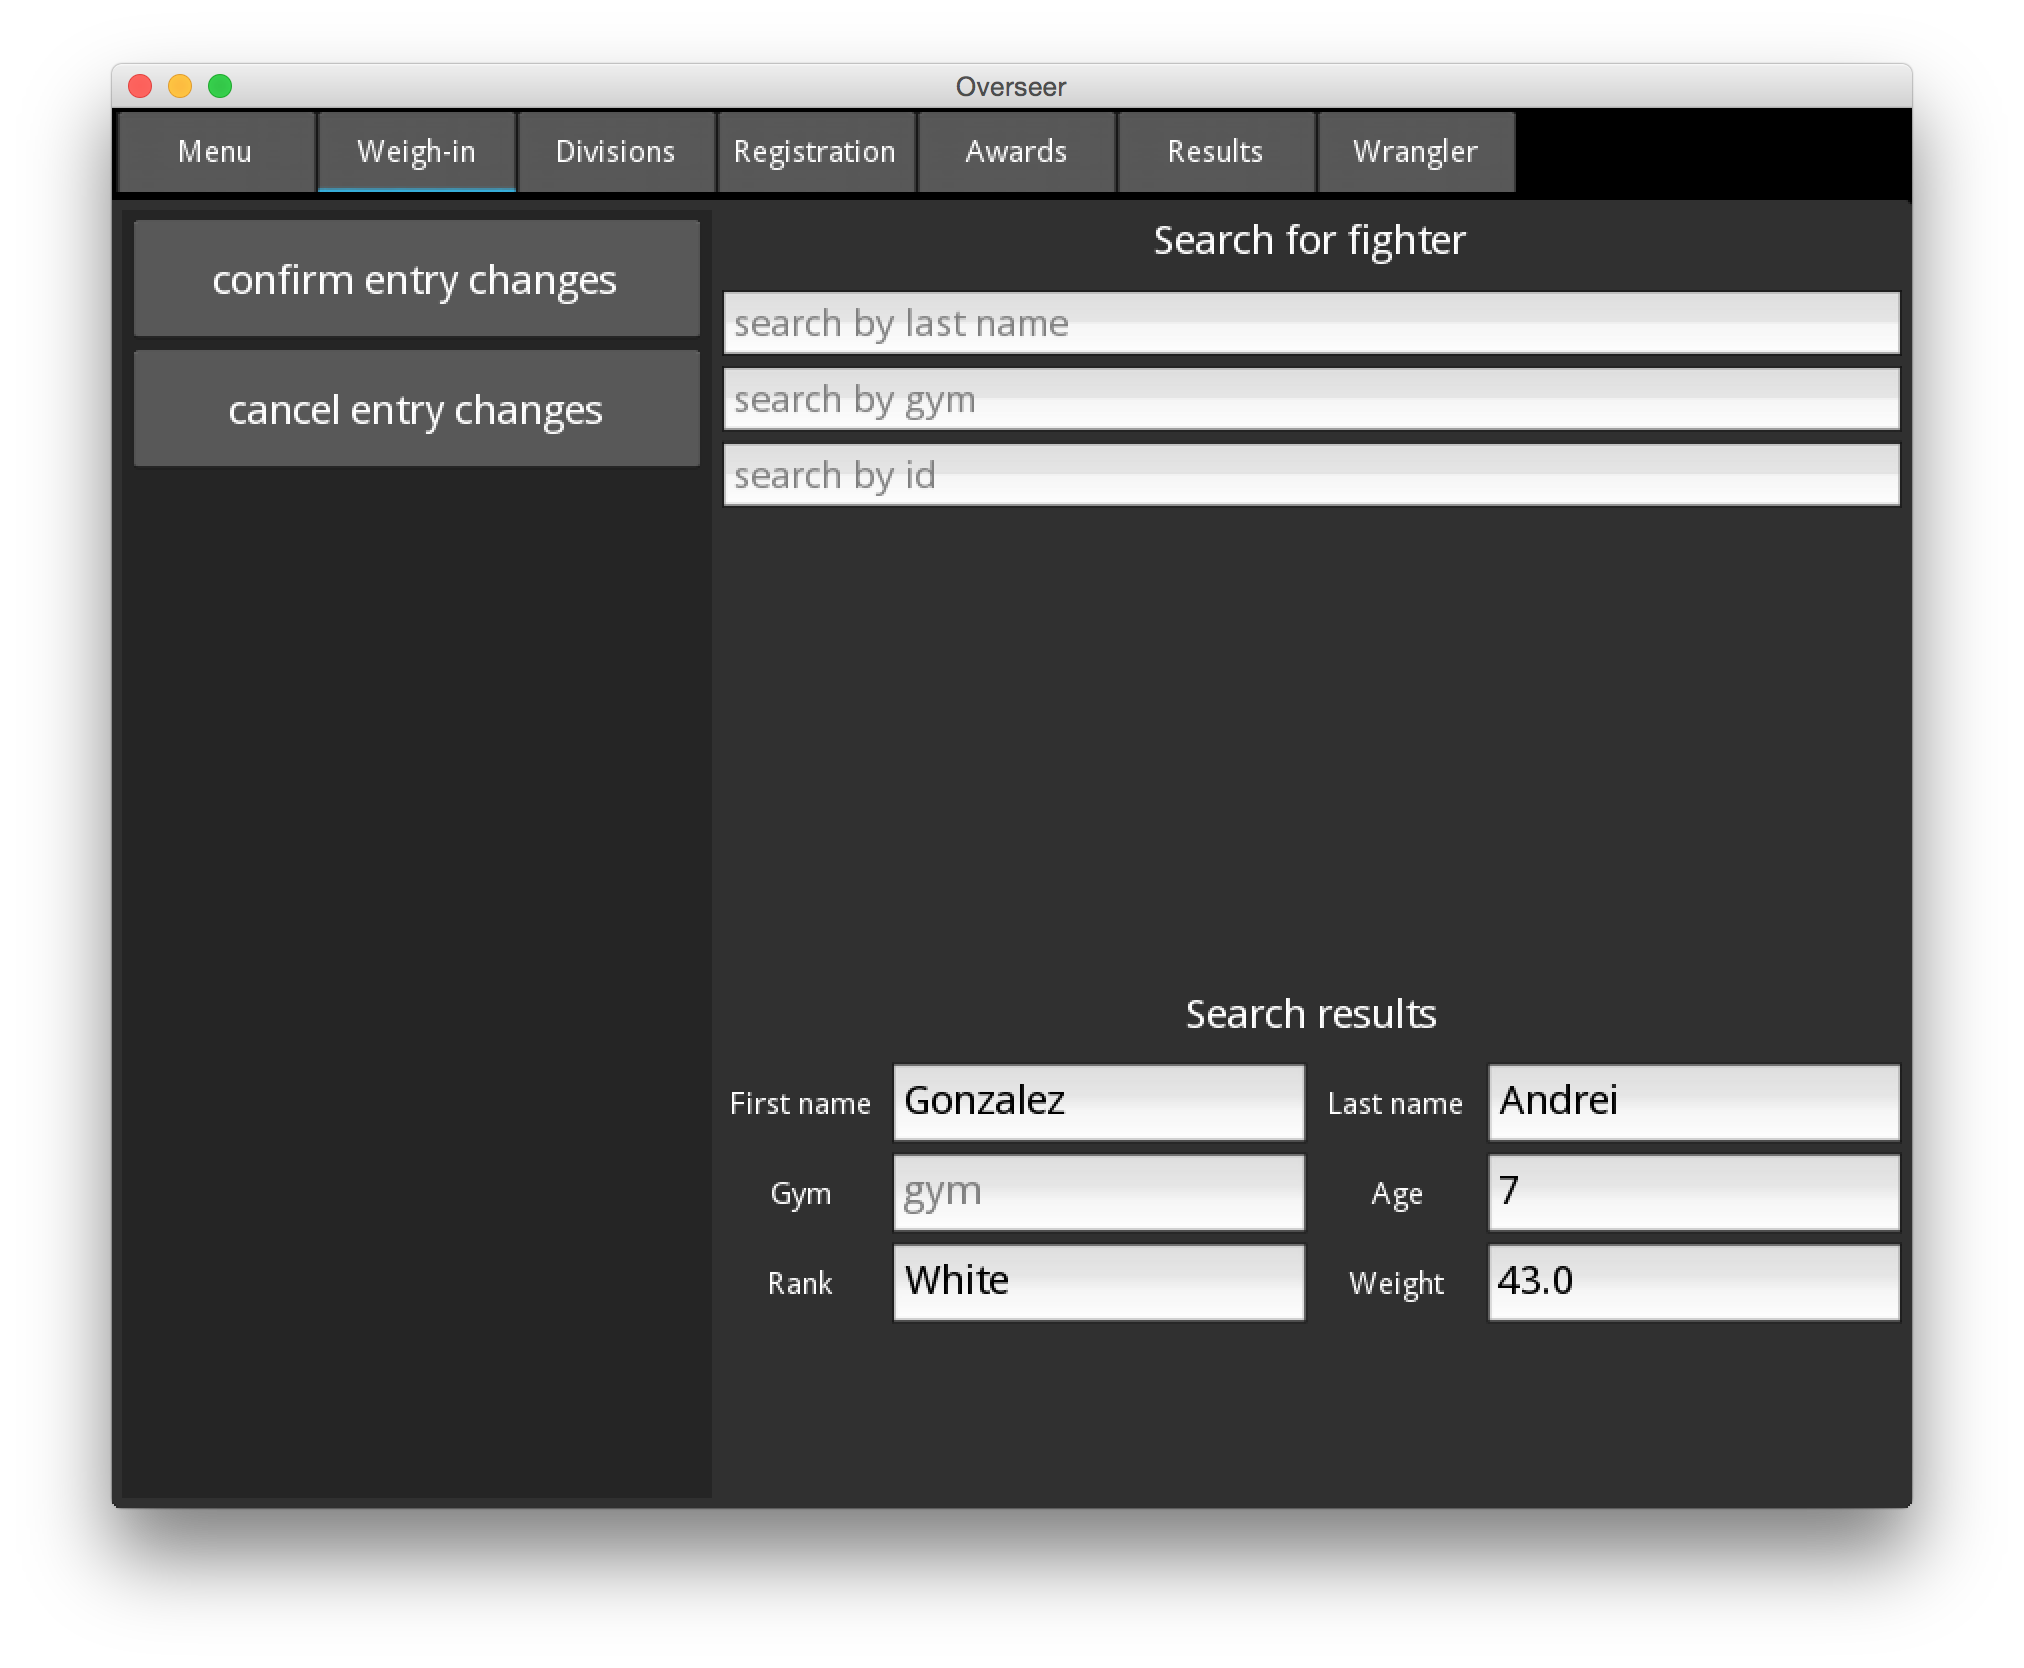 Overseer
Menu Weigh-in Divisions Registration Awards Results Wrangler
confirm entry changes
cancel entry changes
Search for fighter
search by last name
search by gym
search by id
Search results
First name Gonzalez Last name Andrei
Gym gym Age 7
Rank White Weight 43.0